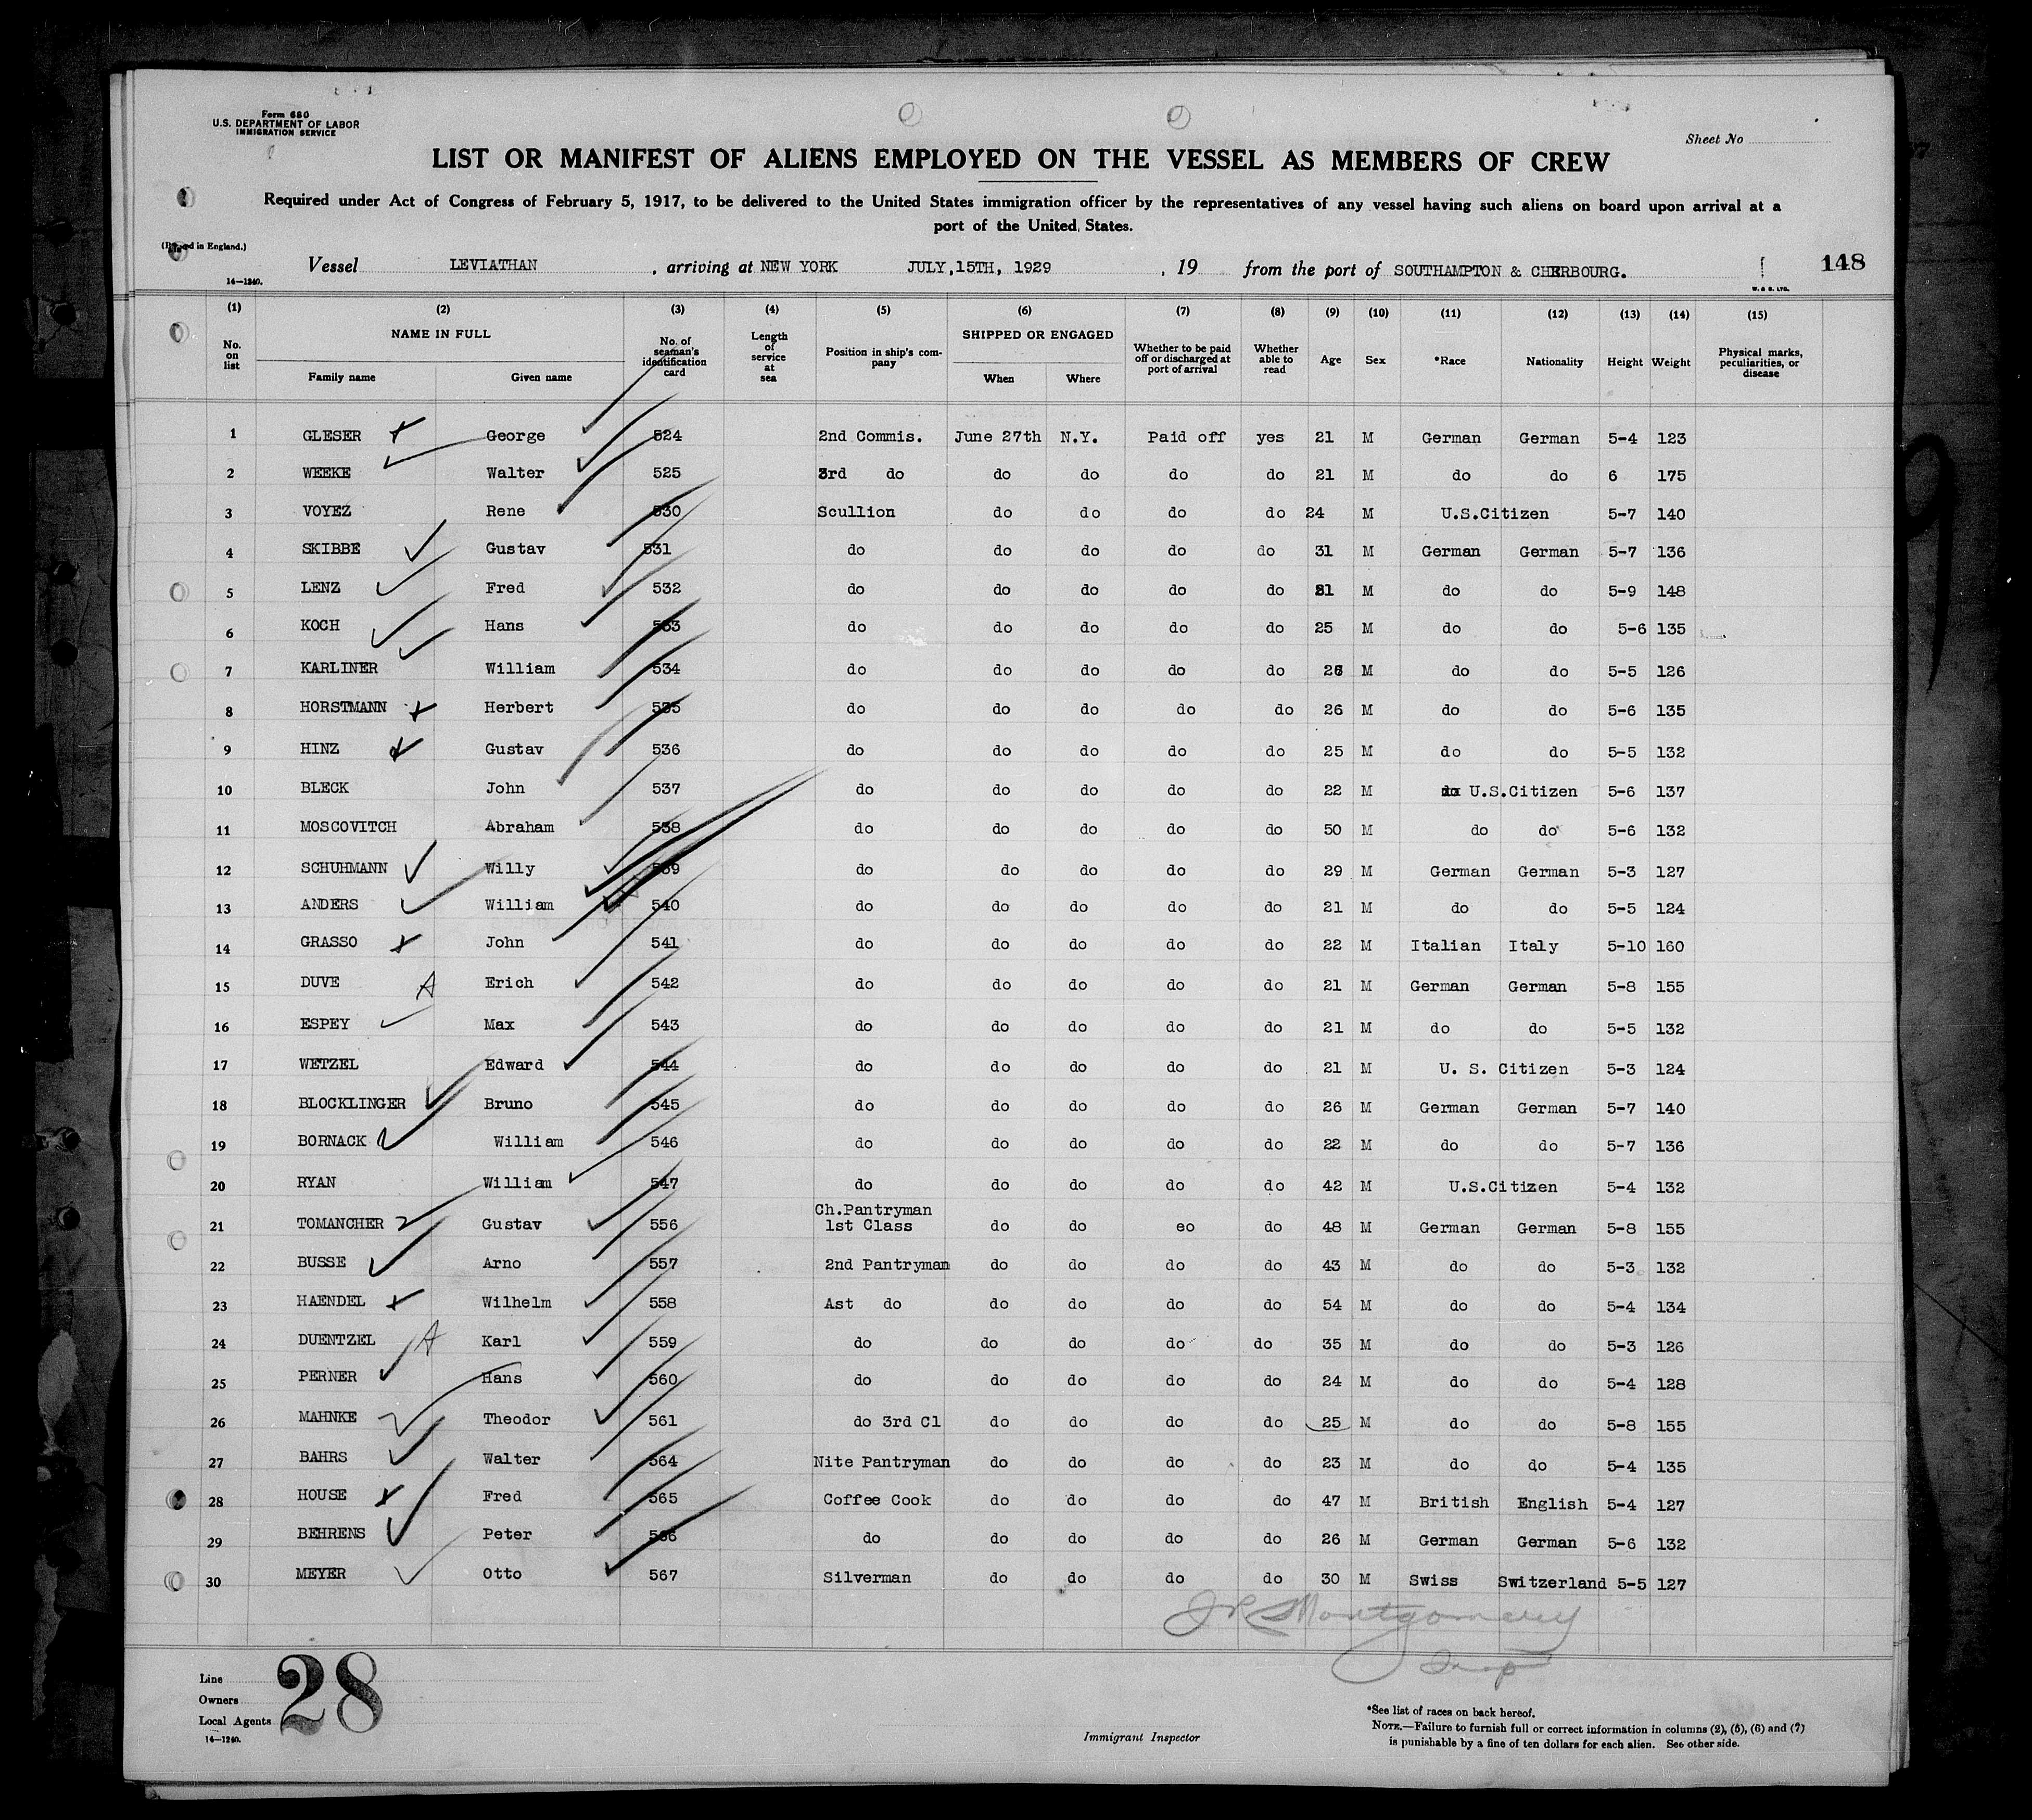 Form 680
U.S. DEPARTMENT OF LABOR
IMMIGRATION SERVICE
Sheet No
LIST OR MANIFEST OF ALIENS EMPLOYED ON THE VESSEL AS MEMBERS OF CREW
Required under Act of Congress of February 5, 1917, to be delivered to the United States immigration officer by the representatives of any vessel having such aliens on board upon arrival at a
port of the United States.
in England.)
Vessel LEVIATHAN , arriving at NEW YORK JULY,15TH, 1929 , 19 from the port of SOUTHAMPTON & CHERBOURG. 148
14—1240. W. & S. LTD.
(1) (2) (3) (4) (5) (6) (7) (8) (9) (10) (11) (12) (13) (14) (15)
No. on list NAME IN FULL Family name Given name No. of seaman's identification card Length of service at sea Position in ship's company SHIPPED OR ENGAGED When Where Whether to be paid off or discharged at port of arrival Whether able to read Age Sex *Race Nationality Height Weight Physical marks, peculiarities, or disease
1 GLESER George 524 2nd Commis. June 27th N.Y. Paid off yes 21 M German German 5-4 123
2 WEEKE Walter 525 3rd do do do do do 21 M do do 6 175
3 VOYEZ Rene 530 Scullion do do do do 24 M U.S.Citizen 5-7 140
4 SKIBBE Gustav 531 do do do do do 31 M German German 5-7 136
5 LENZ Fred 532 do do do do do M do do 5-9 148
6 KOCH Hans 533 do do do do do 25 M do do 5-6 135
7 KARLINER William 534 do do do do do M do do 5-5 126
8 HORSTMANN Herbert 535 do do do do do 26 M do do 5-6 135
9 HINZ Gustav 536 do do do do do 25 M do do 5-5 132
10 BLECK John 537 do do do do do 22 M U.S.Citizen 5-6 137
11 MOSCOVITCH Abraham 538 do do do do do 50 M do do 5-6 132
12 SCHUHMANN Willy 539 do do do do do 29 M German German 5-3 127
13 ANDERS William 540 do do do do do 21 M do do 5-5 124
14 GRASSO John 541 do do do do do 22 M Italian Italy 5-10 160
15 DUVE A Erich 542 do do do do do 21 M German German 5-8 155
16 ESPEY Max 543 do do do do do 21 M do do 5-5 132
17 WETZEL Edward 544 do do do do do 21 M U. S. Citizen 5-3 124
18 BLOCKLINGER Bruno 545 do do do do do 26 M German German 5-7 140
19 BORNACK William 546 do do do do do 22 M do do 5-7 136
20 RYAN William 547 do do do do do 42 M U.S.Citizen 5-4 132
21 TOMANCHER Gustav 556 Ch.Pantryman 1st Class do do eo do 48 M German German 5-8 155
22 BUSSE Arno 557 2nd Pantryman do do do do 43 M do do 5-3 132
23 HAENDEL Wilhelm 558 Ast do do do do do 54 M do do 5-4 134
24 DUENTZEL A Karl 559 do do do do do 35 M do do 5-3 126
25 PERNER Hans 560 do do do do do 24 M do do 5-4 128
26 MAHNKE Theodor 561 do 3rd Cl do do do do 25 M do do 5-8 155
27 BAHRS Walter 564 Nite Pantryman do do do do 23 M do do 5-4 135
28 HOUSE Fred 565 Coffee Cook do do do do 47 M British English 5-4 127
29 BEHRENS Peter 566 do do do do do 26 M German German 5-6 132
30 MEYER Otto 567 Silverman do do do do 30 M Swiss Switzerland 5-5 127
Montgomery
Insp
Line
Owners
Local Agents
28
14—1240.
Immigrant Inspector
*See list of races on back hereof.
NOTE.—Failure to furnish full or correct information in columns (2), (5), (6) and (7)
is punishable by a fine of ten dollars for each alien. See other side.